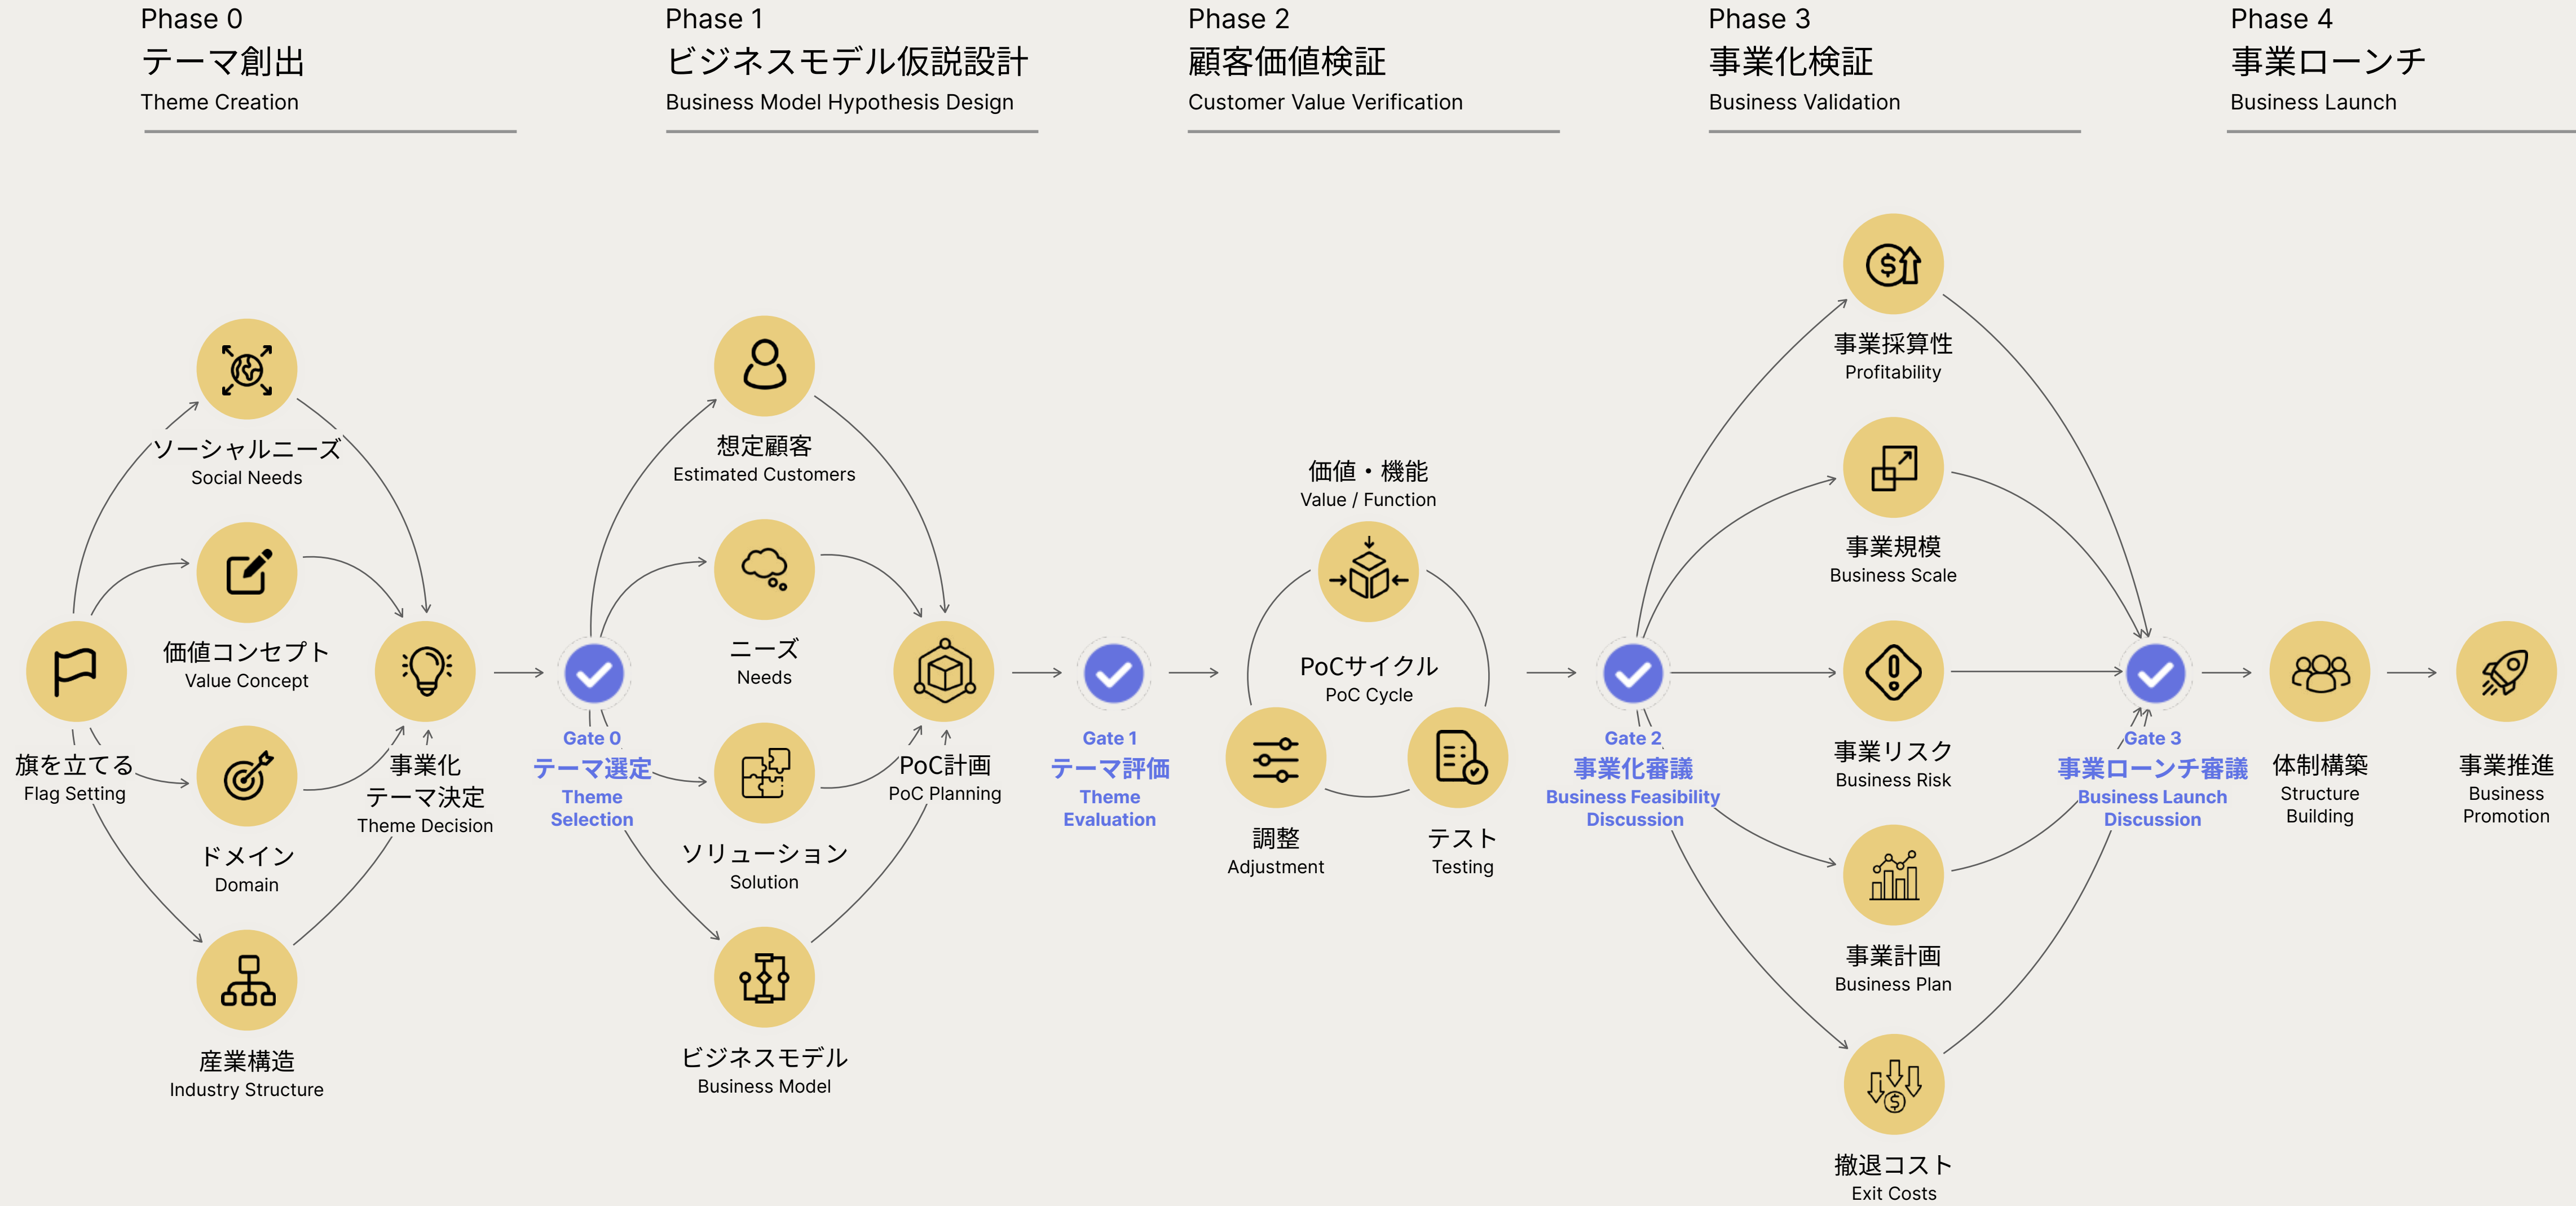 Phase 0
テーマ創出
Theme Creation
Phase 1
ビジネスモデル仮説設計
Business Model Hypothesis Design
Phase 2
顧客価値検証
Customer Value Verification
Phase 3
事業化検証
Business Validation
Phase 4
事業ローンチ
Business Launch
旗を立てる
Flag Setting
ソーシャルニーズ
Social Needs
価値コンセプト
Value Concept
ドメイン
Domain
産業構造
Industry Structure
事業化
テーマ決定
Theme Decision
Gate 0
テーマ選定
Theme
Selection
想定顧客
Estimated Customers
ニーズ
Needs
ソリューション
Solution
ビジネスモデル
Business Model
PoC計画
PoC Planning
Gate 1
テーマ評価
Theme
Evaluation
価値・機能
Value / Function
PoCサイクル
PoC Cycle
調整
Adjustment
テスト
Testing
Gate 2
事業化審議
Business Feasibility
Discussion
事業採算性
Profitability
事業規模
Business Scale
事業リスク
Business Risk
事業計画
Business Plan
撤退コスト
Exit Costs
Gate 3
事業ローンチ審議
Business Launch
Discussion
体制構築
Structure
Building
事業推進
Business
Promotion